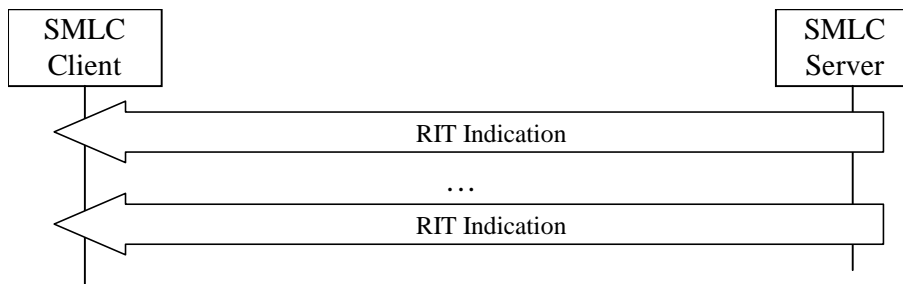 SMLC
Client
SMLC
Server
RIT Indication
…
RIT Indication